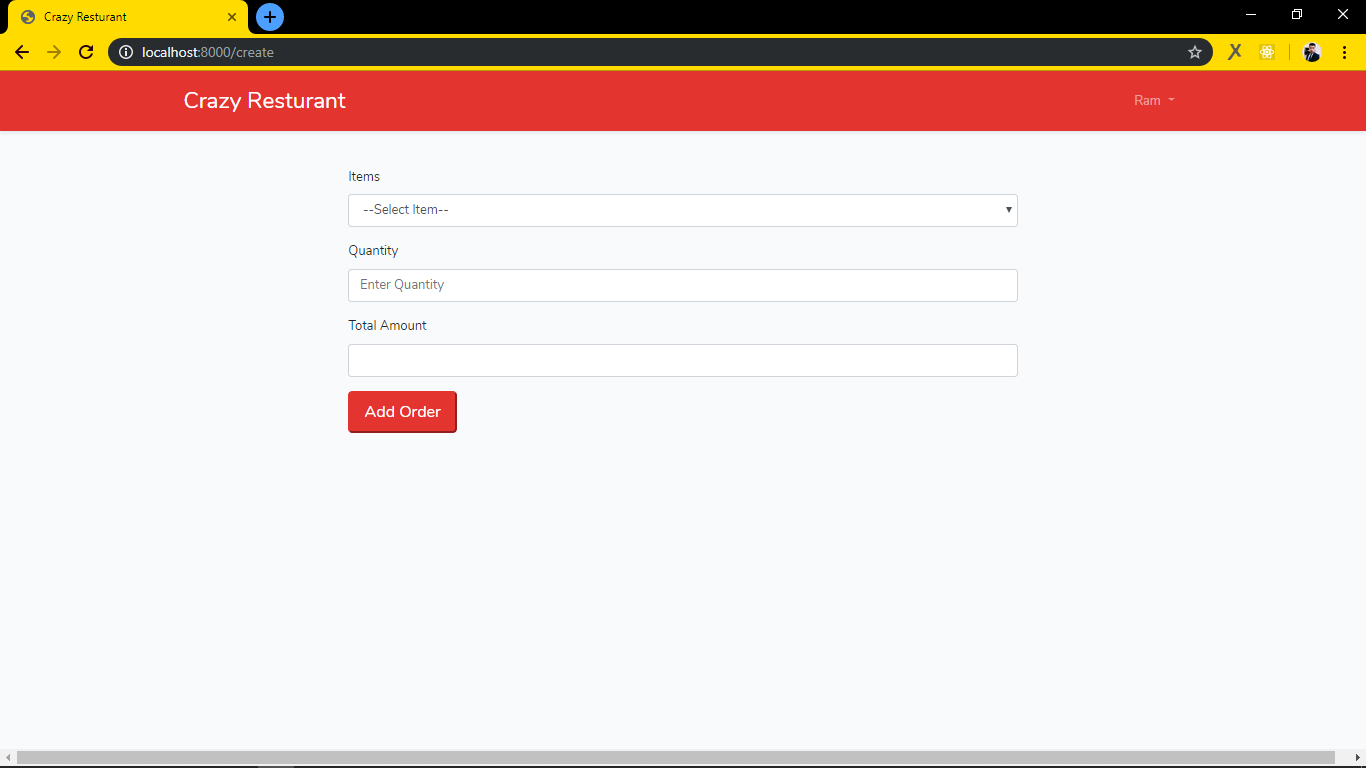 Crazy Resturant
localhost:8000/create
Crazy Resturant
Ram
Items
--Select Item--
Quantity
Enter Quantity
Total Amount
Add Order